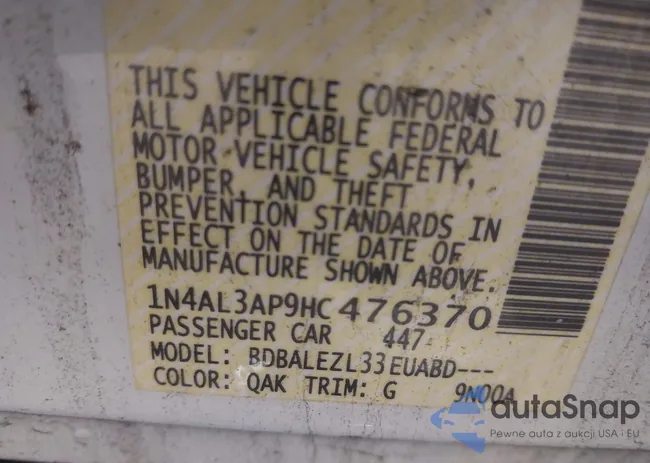 THIS VEHICLE CONFORMS TO
ALL APPLICABLE FEDERAL
MOTOR VEHICLE SAFETY,
BUMPER, AND THEFT
PREVENTION STANDARDS IN
EFFECT ON THE DATE OF
MANUFACTURE SHOWN ABOVE.
1N4AL3AP9HC476370
PASSENGER CAR 447
MODEL: BDBALEZL33EUABD---
COLOR: QAK TRIM: G 9N00A
autaSnap
Pewne auta z aukcji USA i EU